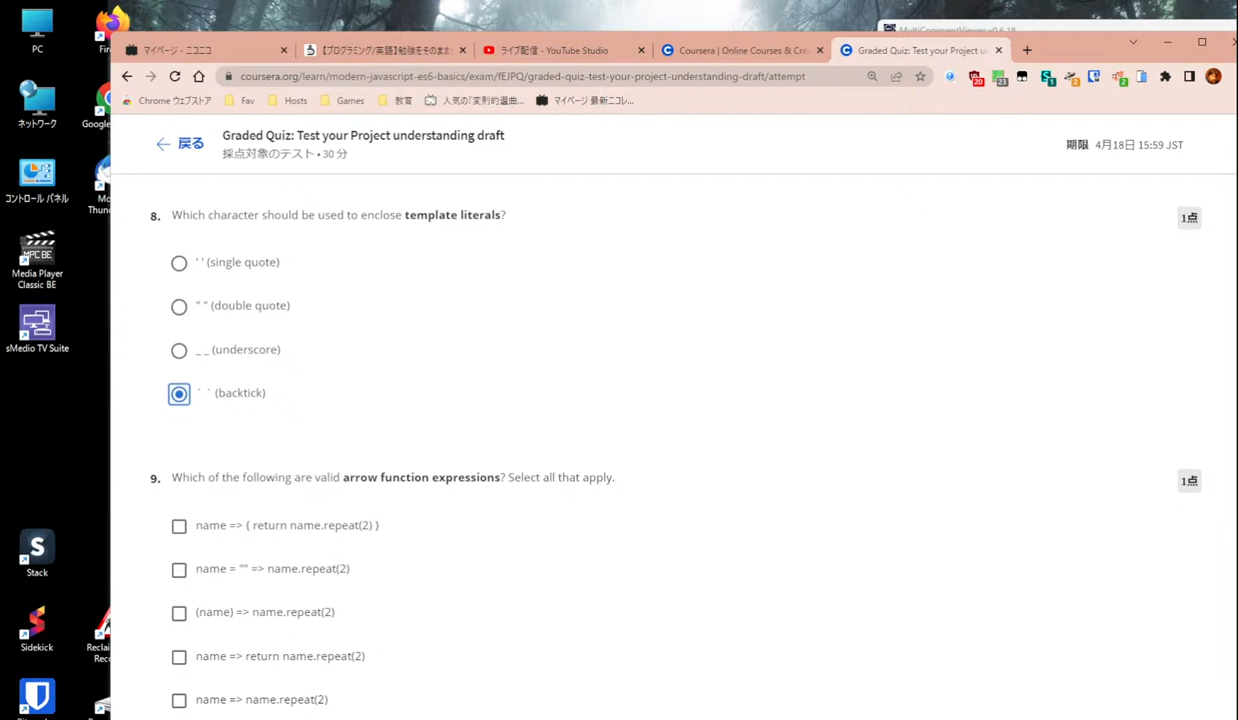 PC
ネットワーク
コントロール パネル
Media Player
Classic BE
sMedio TV Suite
Stack
Sidekick
MultiCommentViewer v0.6.18
マイページ - ニコニコ
【プログラミング/英語】勉強をそのまま
ライブ配信 - YouTube Studio
Coursera | Online Courses & Cre
Graded Quiz: Test your Project u
coursera.org/learn/modern-javascript-es6-basics/exam/fEJPQ/graded-quiz-test-your-project-understanding-draft/attempt
Chrome ウェブストア
Fav
Hosts
Games
教育
人気の「変則的選曲...
マイページ 最新ニコレ...
戻る
Graded Quiz: Test your Project understanding draft
採点対象のテスト • 30 分
期限 4月18日 15:59 JST
8. Which character should be used to enclose template literals?
1点
' ' (single quote)
" " (double quote)
_ _ (underscore)
` ` (backtick)
9. Which of the following are valid arrow function expressions? Select all that apply.
1点
name => { return name.repeat(2) }
name = "" => name.repeat(2)
(name) => name.repeat(2)
name => return name.repeat(2)
name => name.repeat(2)